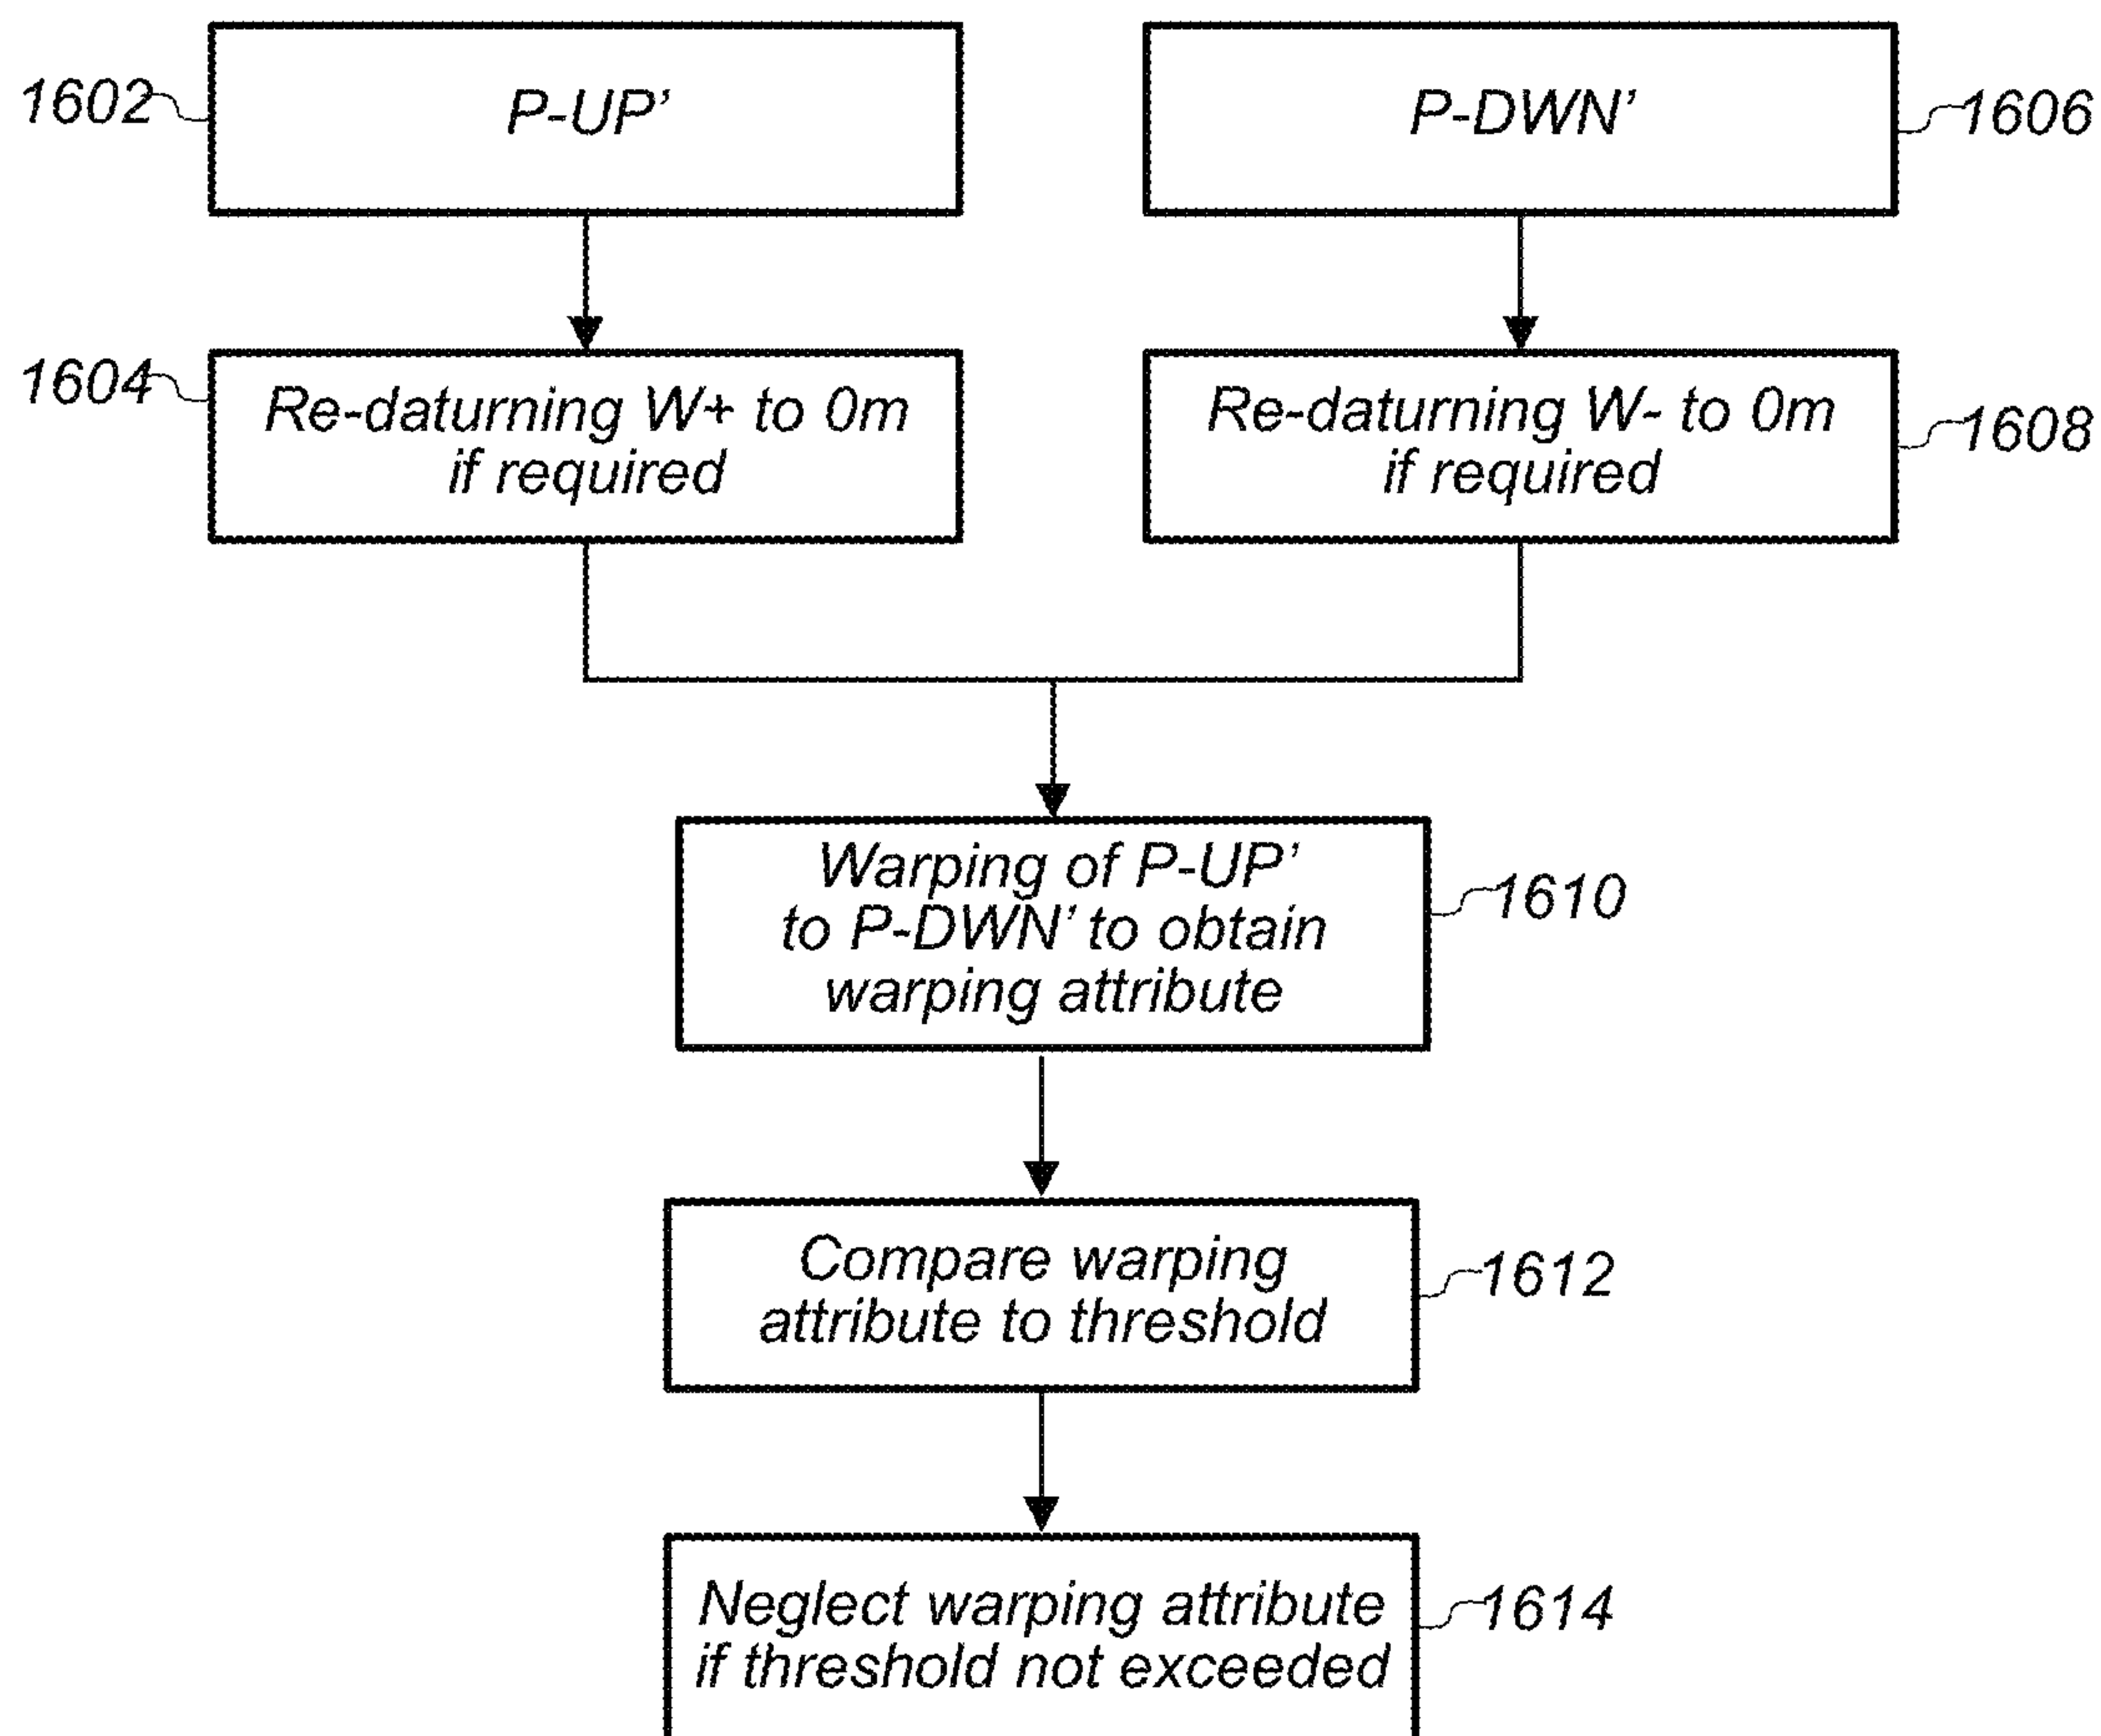 1602
P-UP’
P-DWN’
1606
1604
Re-daturning W+ to 0m
if required
Re-daturning W- to 0m
if required
1608
Warping of P-UP’
to P-DWN’ to obtain
warping attribute
1610
Compare warping
attribute to threshold
1612
Neglect warping attribute
if threshold not exceeded
1614